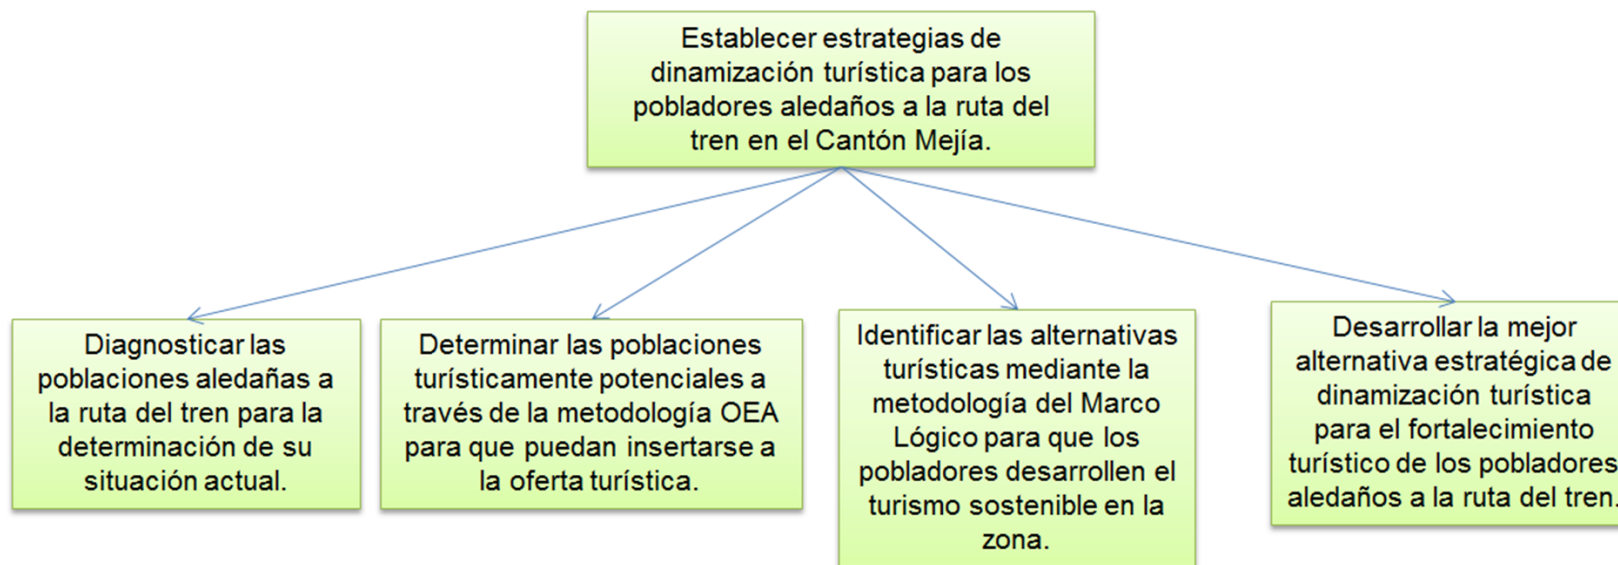 Establecer estrategias de
dinamización turística para los
pobladores aledaños a la ruta del
tren en el Cantón Mejía.
Diagnosticar las
poblaciones aledañas a
la ruta del tren para la
determinación de su
situación actual.
Determinar las poblaciones
turísticamente potenciales a
través de la metodología OEA
para que puedan insertarse a
la oferta turística.
Identificar las alternativas
turísticas mediante la
metodología del Marco
Lógico para que los
pobladores desarrollen el
turismo sostenible en la
zona.
Desarrollar la mejor
alternativa estratégica de
dinamización turística
para el fortalecimiento
turístico de los pobladores
aledaños a la ruta del tren.